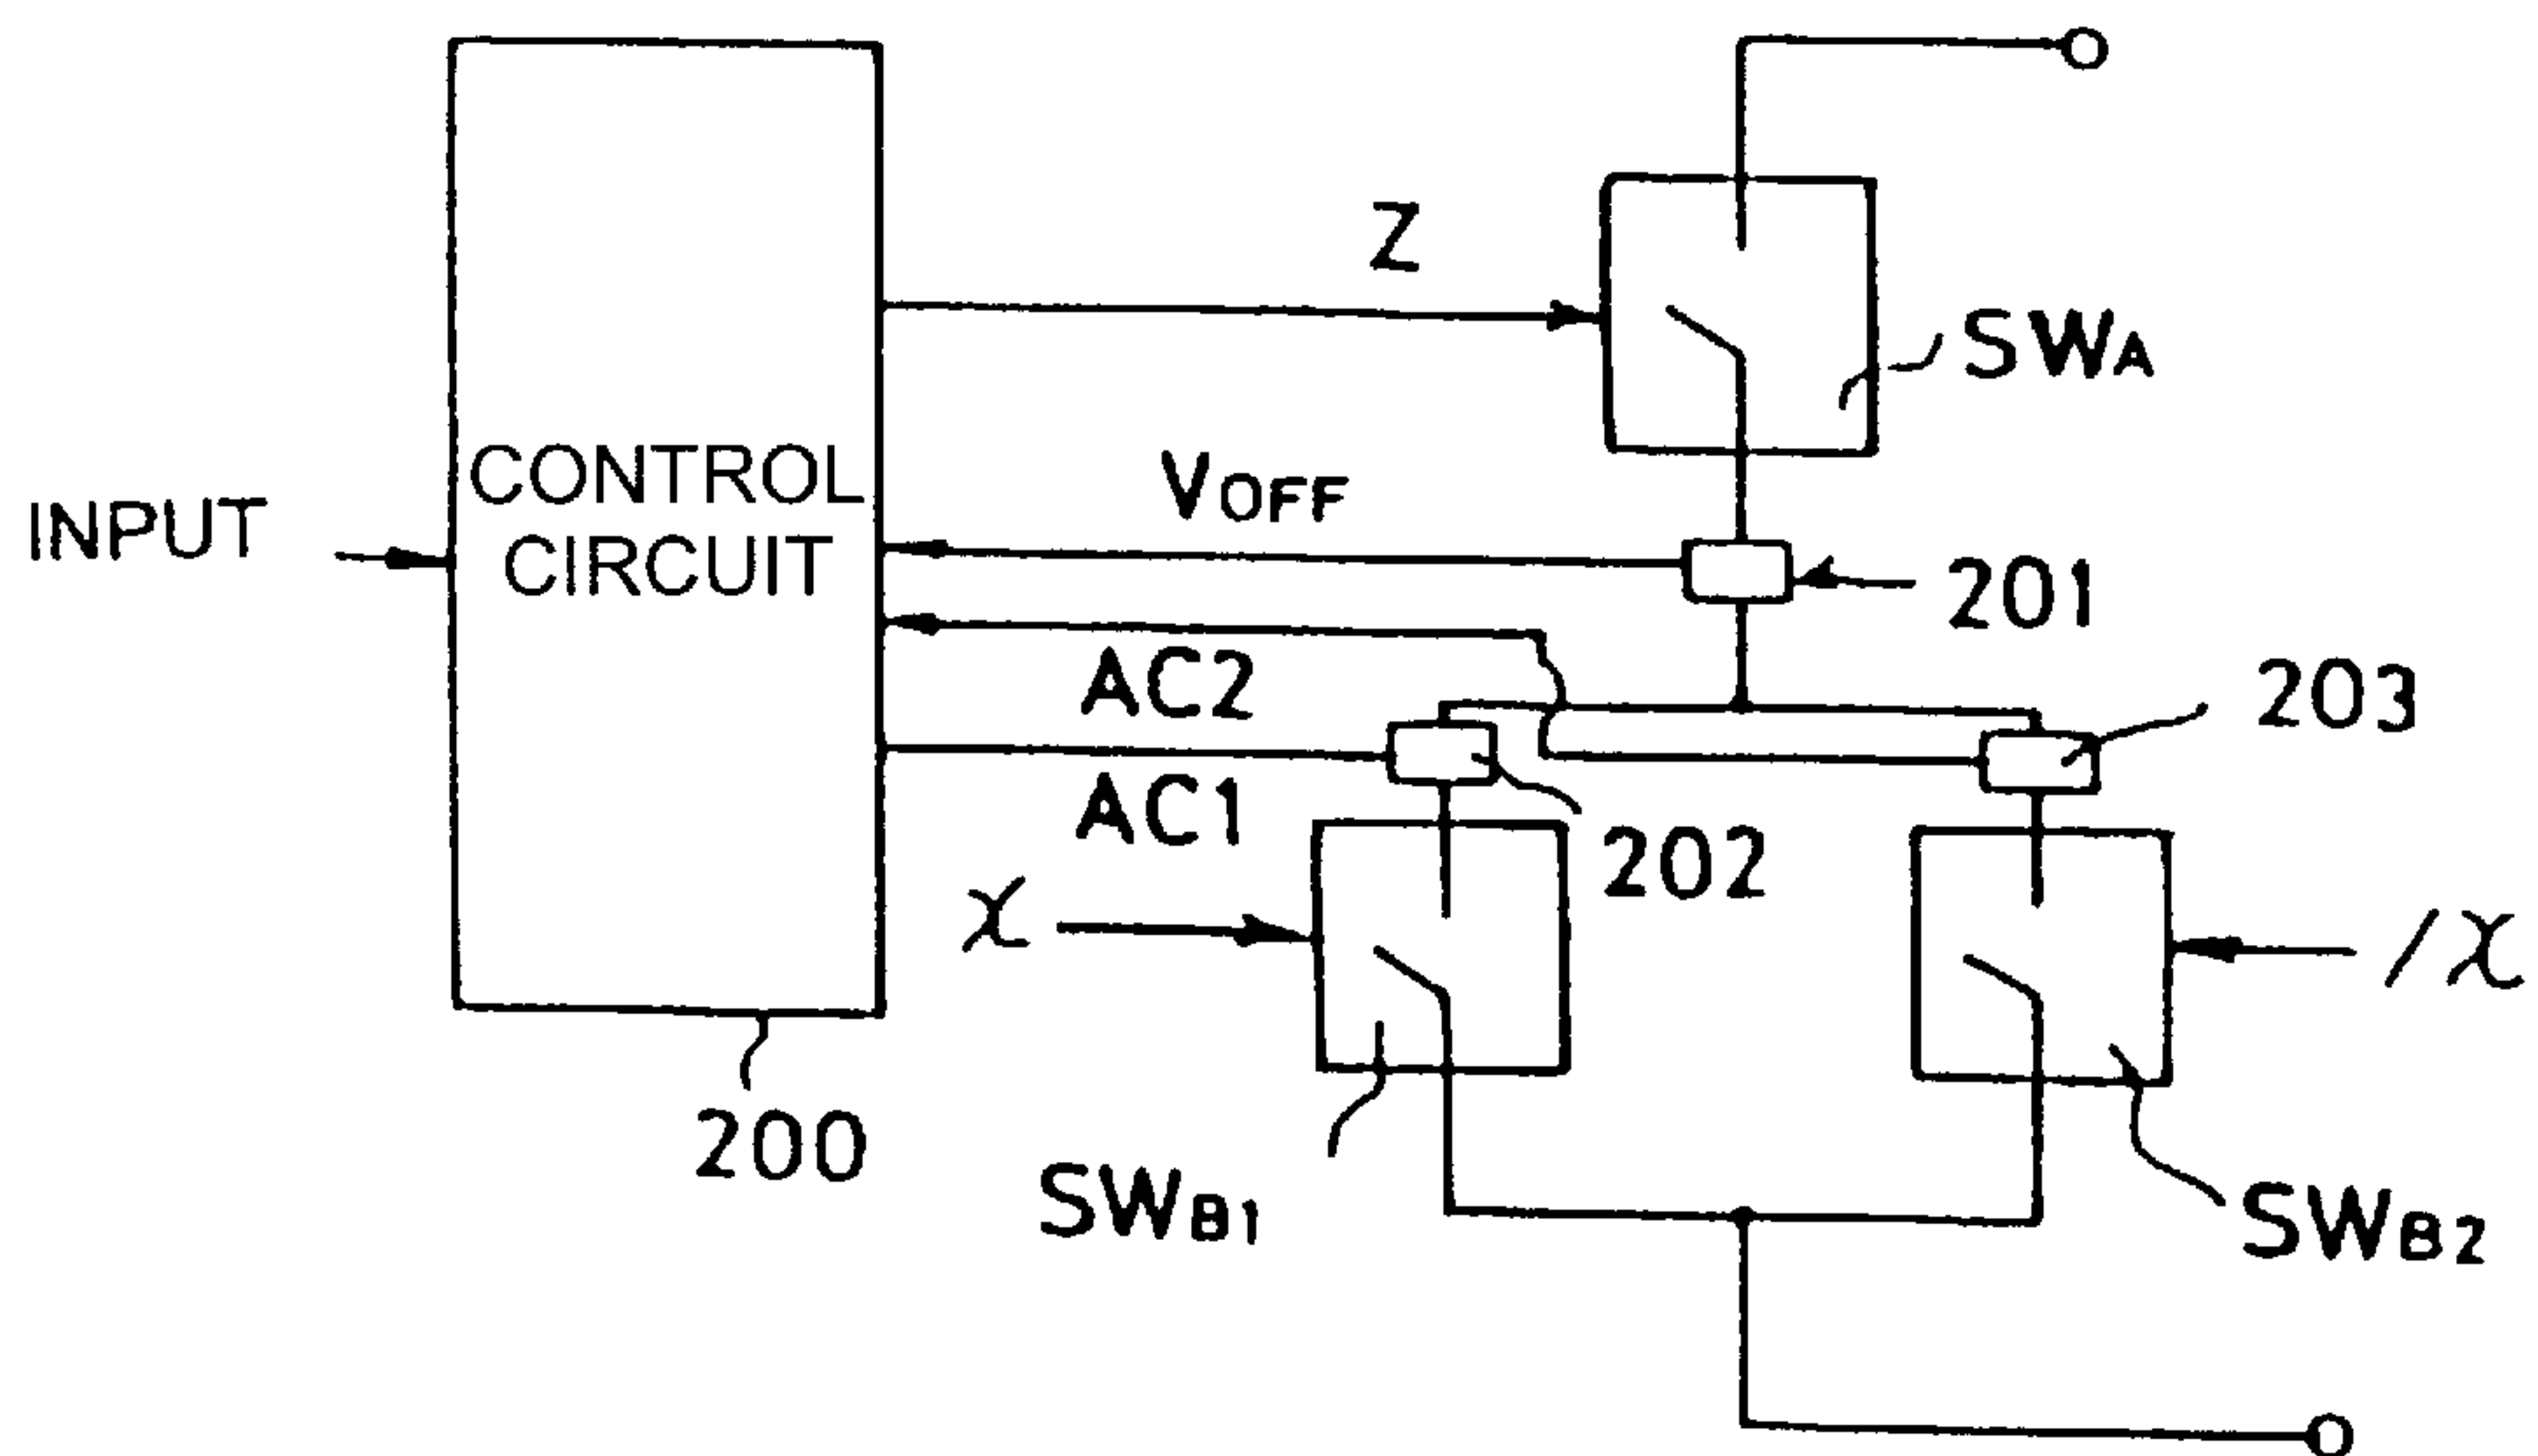 Z
SWA
INPUT
CONTROL
CIRCUIT
VOFF
201
AC2
203
AC1
202
X
/X
200
SWB1
SWB2